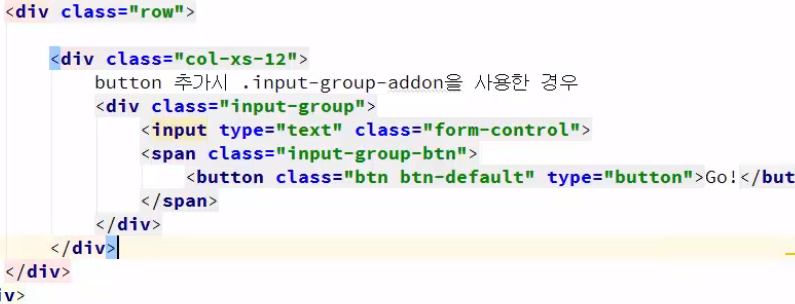 <div class="row">
<div class="col-xs-12">
button 추가시 .input-group-addon을 사용한 경우
<div class="input-group">
<input type="text" class="form-control">
<span class="input-group-btn">
<button class="btn btn-default" type="button">Go!</but
</span>
</div>
</div>
</div>
iv>